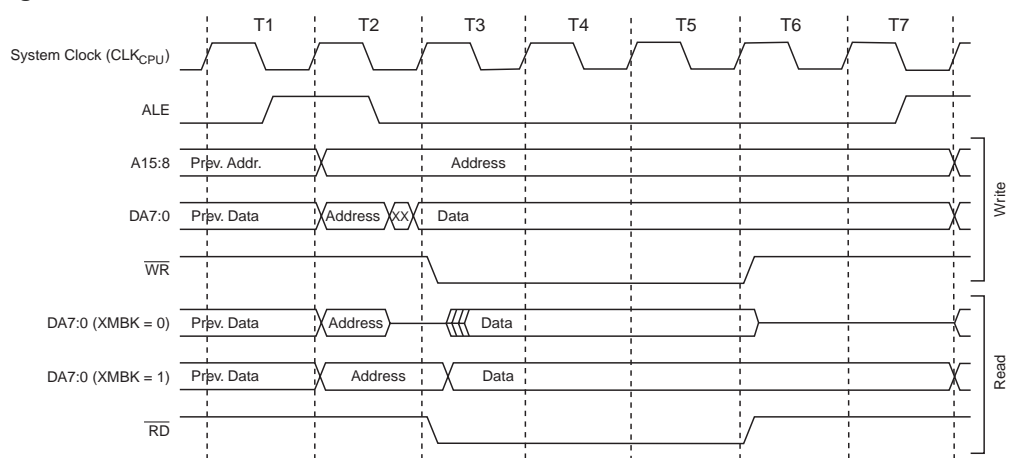 T1 T2 T3 T4 T5 T6 T7
System Clock (CLKCPU)
ALE
A15:8 Prev. Addr. Address
DA7:0 Prev. Data Address XX Data
WR
Write
DA7:0 (XMBK = 0) Prev. Data Address Data
DA7:0 (XMBK = 1) Prev. Data Address Data
RD
Read